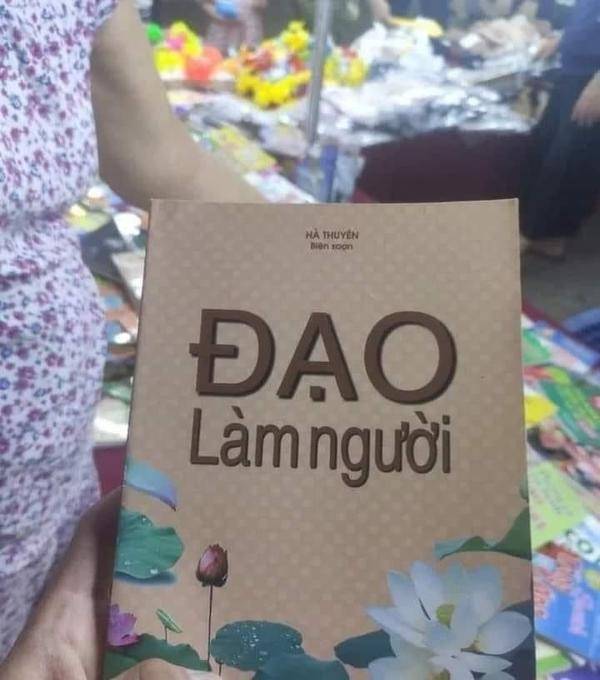 HÀ THUYÊN
Biên soạn
ĐẠO
Làm người